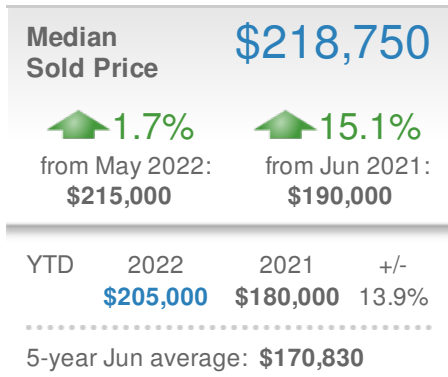 Median $218,750
Sold Price
1.7% 15.1%
from May 2022: from Jun 2021:
$215,000 $190,000
YTD 2022 2021 +/-
$205,000 $180,000 13.9%
5-year Jun average: $170,830